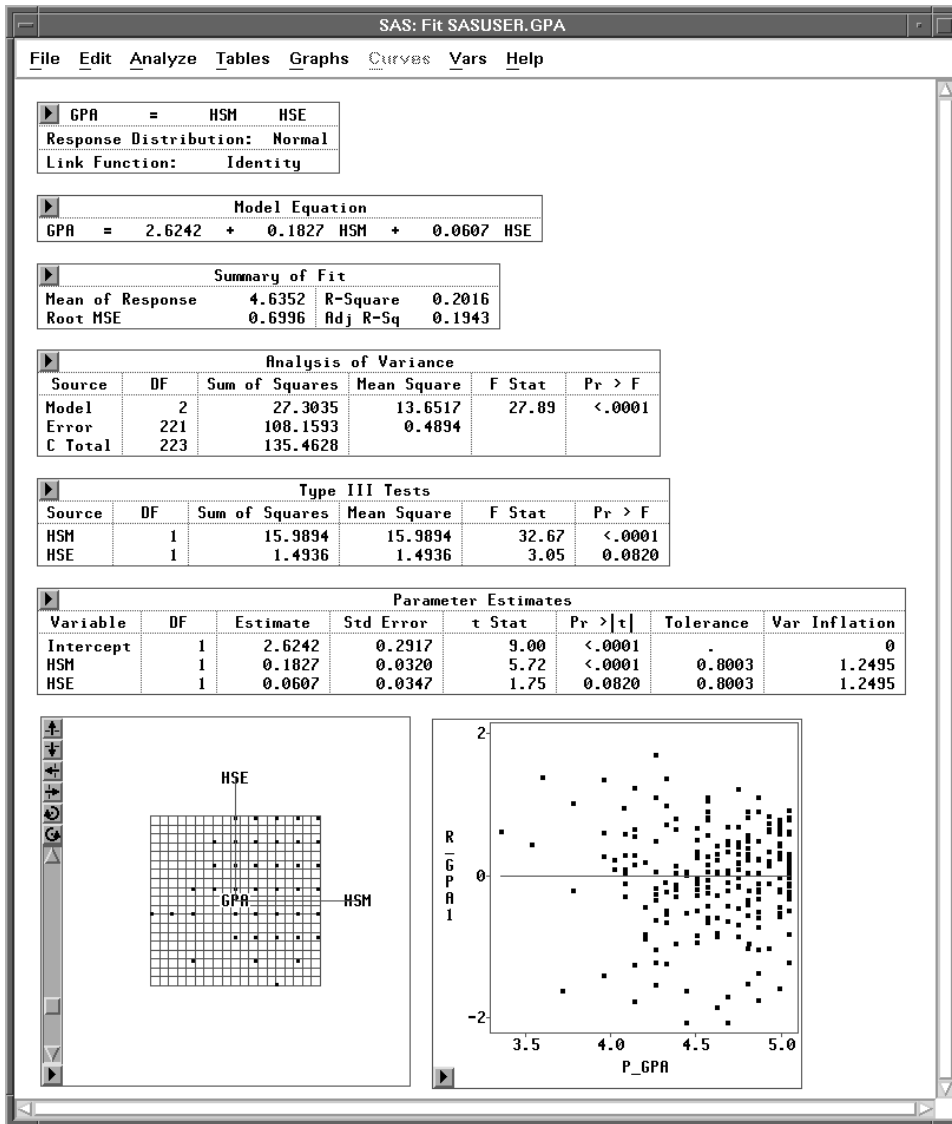 SAS: Fit SASUSER.GPA
File Edit Analyze Tables Graphs Curves Vars Help
GPA = HSM HSE
Response Distribution: Normal
Link Function: Identity
Model Equation
GPA = 2.6242 + 0.1827 HSM + 0.0607 HSE
Summary of Fit
Mean of Response 4.6352 R-Square 0.2016
Root MSE 0.6996 Adj R-Sq 0.1943
Analysis of Variance
Source DF Sum of Squares Mean Square F Stat Pr > F
Model 2 27.3035 13.6517 27.89 <.0001
Error 221 108.1593 0.4894
C Total 223 135.4628
Type III Tests
Source DF Sum of Squares Mean Square F Stat Pr > F
HSM 1 15.9894 15.9894 32.67 <.0001
HSE 1 1.4936 1.4936 3.05 0.0820
Parameter Estimates
Variable DF Estimate Std Error t Stat Pr >|t| Tolerance Var Inflation
Intercept 1 2.6242 0.2917 9.00 <.0001 . 0
HSM 1 0.1827 0.0320 5.72 <.0001 0.8003 1.2495
HSE 1 0.0607 0.0347 1.75 0.0820 0.8003 1.2495
HSE
GPA
HSM
2
R_GPA1
0
-2
3.5 4.0 4.5 5.0
P_GPA